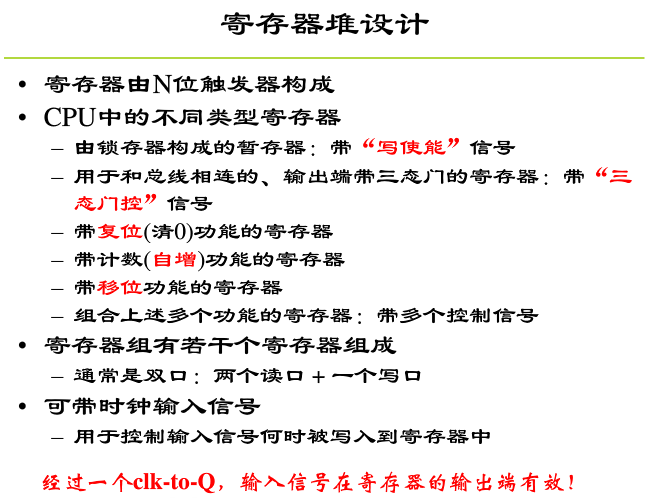 寄存器堆设计
• 寄存器由N位触发器构成
• CPU中的不同类型寄存器
– 由锁存器构成的暂存器：带“写使能”信号
– 用于和总线相连的、输出端带三态门的寄存器：带“三
态门控”信号
– 带复位(清0)功能的寄存器
– 带计数(自增)功能的寄存器
– 带移位功能的寄存器
– 组合上述多个功能的寄存器：带多个控制信号
• 寄存器组有若干个寄存器组成
– 通常是双口：两个读口 + 一个写口
• 可带时钟输入信号
– 用于控制输入信号何时被写入到寄存器中
经过一个clk-to-Q，输入信号在寄存器的输出端有效！